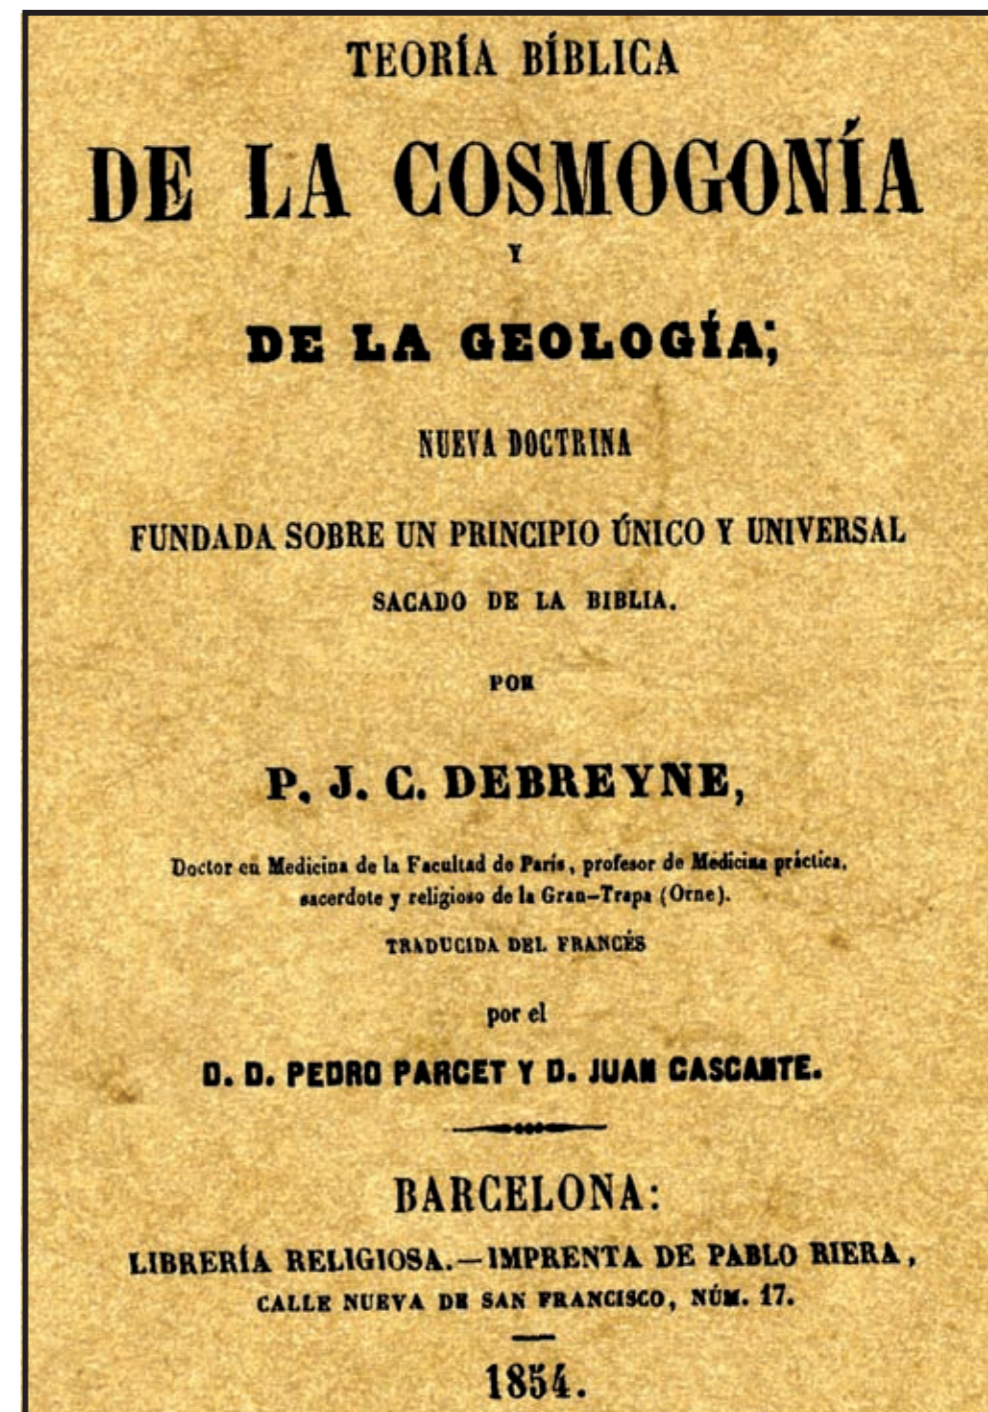 TEORÍA BÍBLICA
DE LA COSMOGONÍA
Y
DE LA GEOLOGÍA;
NUEVA DOCTRINA
FUNDADA SOBRE UN PRINCIPIO ÚNICO Y UNIVERSAL
SACADO DE LA BIBLIA.
POR
P. J. C. DEBREYNE,
Doctor en Medicina de la Facultad de París, profesor de Medicina práctica,
sacerdote y religioso de la Gran-Trapa (Orne).
TRADUCIDA DEL FRANCÉS
por el
D. D. PEDRO PARCET Y D. JUAN CASCANTE.
BARCELONA:
LIBRERÍA RELIGIOSA.—IMPRENTA DE PABLO RIERA,
CALLE NUEVA DE SAN FRANCISCO, NÚM. 17.
1854.